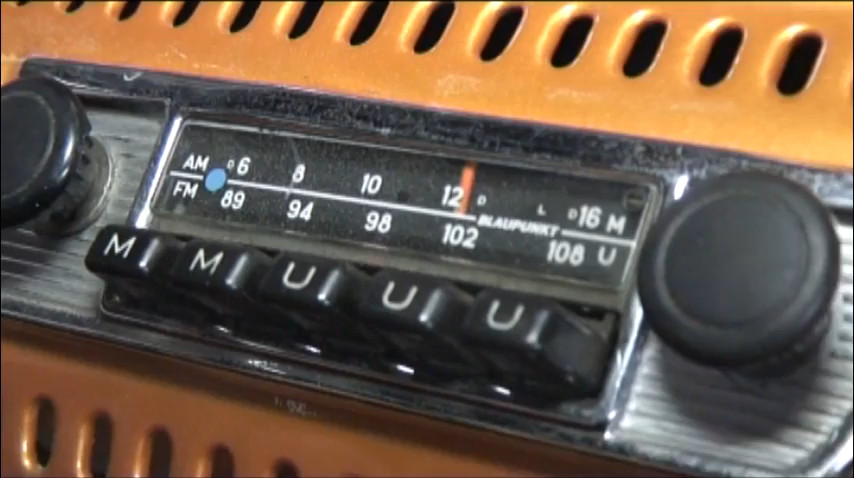 AM D 6 8 10 12 D L D 16 M
FM 89 94 98 102 BLAUPUNKT 108 U
M M U U U